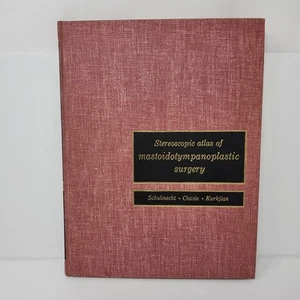 Stereoscopic atlas of
mastoidotympanoplastic
surgery
Schuknecht • Chasin • Kurkjian